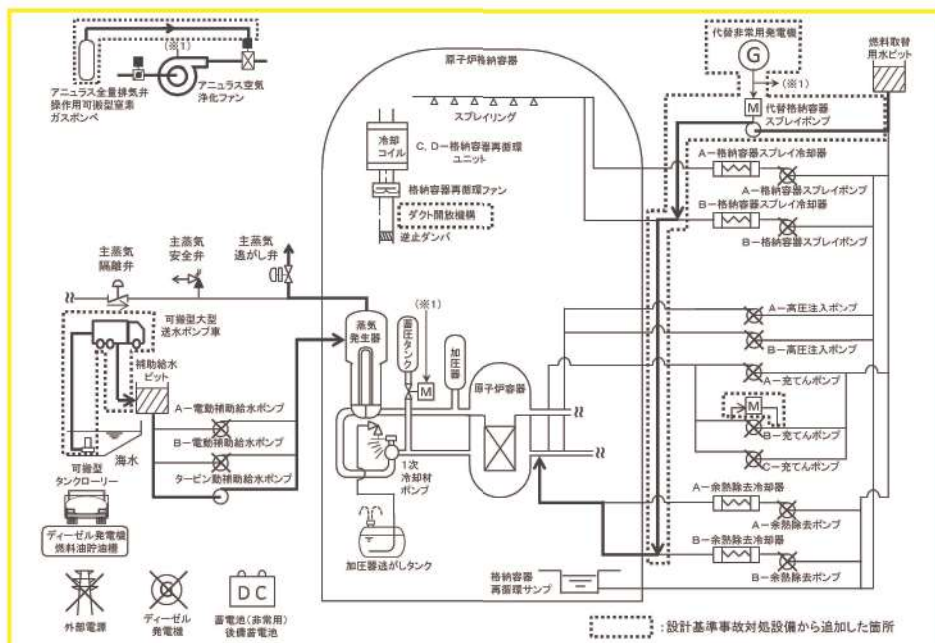 (※1)
アニュラス全量排気弁
操作用可搬型窒素
ガスボンベ
アニュラス空気
浄化ファン
原子炉格納容器
スプレイリング
冷却
コイル
C,D-格納容器再循環
ユニット
格納容器再循環ファン
ダクト開放機構
逆止ダンパ
代替非常用発電機
G
(※1)
M
代替格納容器
スプレイポンプ
燃料取替
用水ピット
A-格納容器スプレイ冷却器
A-格納容器スプレイポンプ
B-格納容器スプレイ冷却器
B-格納容器スプレイポンプ
主蒸気
隔離弁
主蒸気
安全弁
主蒸気
逃がし弁
可搬型大型
送水ポンプ車
補助給水
ピット
海水
A-電動補助給水ポンプ
B-電動補助給水ポンプ
タービン動補助給水ポンプ
蒸気
発生器
蓄圧タンク
(※1)
M
加圧器
原子炉容器
1次
冷却材
ポンプ
加圧器逃がしタンク
A-高圧注入ポンプ
B-高圧注入ポンプ
A-充てんポンプ
M
B-充てんポンプ
C-充てんポンプ
A-余熱除去冷却器
A-余熱除去ポンプ
B-余熱除去冷却器
B-余熱除去ポンプ
格納容器
再循環サンプ
可搬型
タンクローリー
ディーゼル発電機
燃料油貯油槽
外部電源
ディーゼル
発電機
DC
蓄電池(非常用)
後備蓄電池
:設計基準事故対処設備から追加した箇所